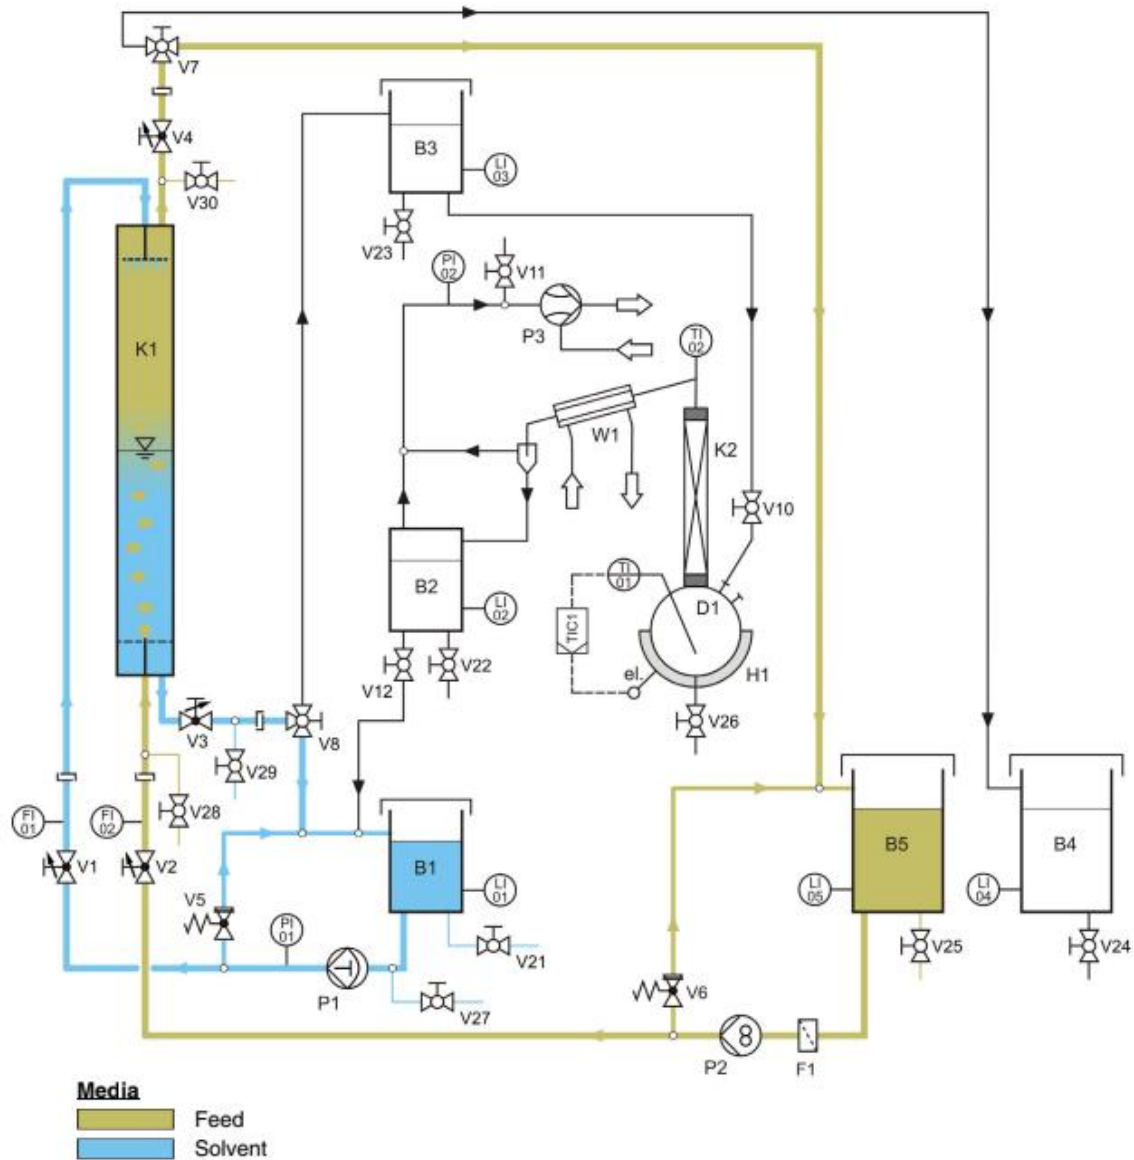 V7
V4
B3
LI
03
V30
V23
PI
02
V11
P3
TI
02
K1
W1
K2
V10
B2
TI
01
D1
LI
02
TIC1
V12
V22
el.
H1
V3
V8
V26
V29
V28
FI
01
FI
02
V1
V2
V5
B1
LI
01
B5
B4
LI
05
LI
04
PI
01
V21
V25
V24
V6
P1
V27
P2
F1
Media
Feed
Solvent